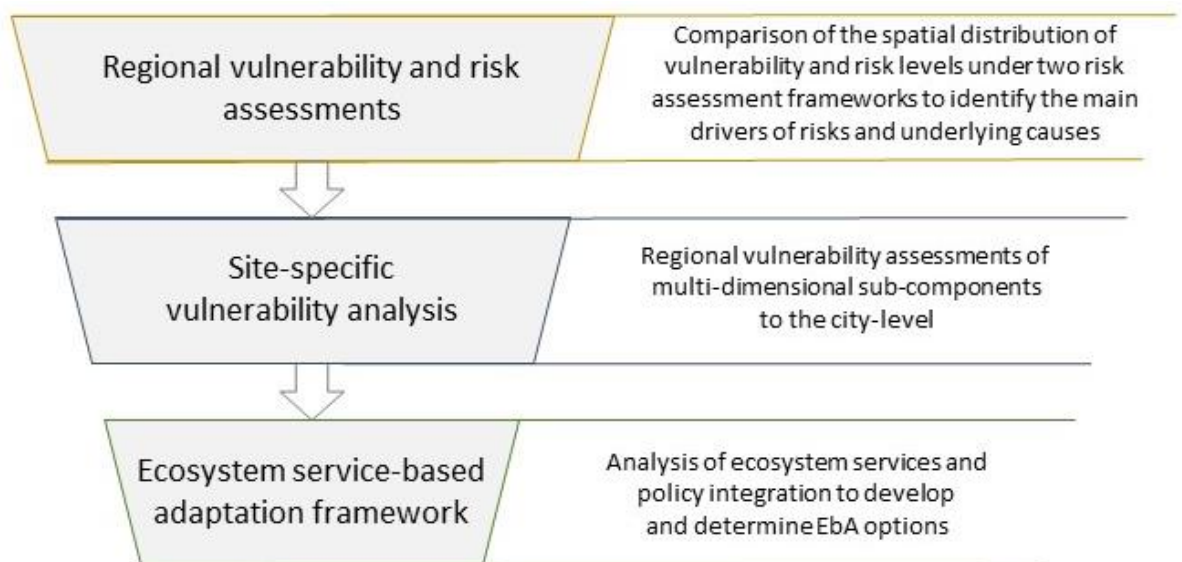 Regional vulnerability and risk
assessments
Comparison of the spatial distribution of
vulnerability and risk levels under two risk
assessment frameworks to identify the main
drivers of risks and underlying causes
Site-specific
vulnerability analysis
Regional vulnerability assessments of
multi-dimensional sub-components
to the city-level
Ecosystem service-based
adaptation framework
Analysis of ecosystem services and
policy integration to develop
and determine EbA options